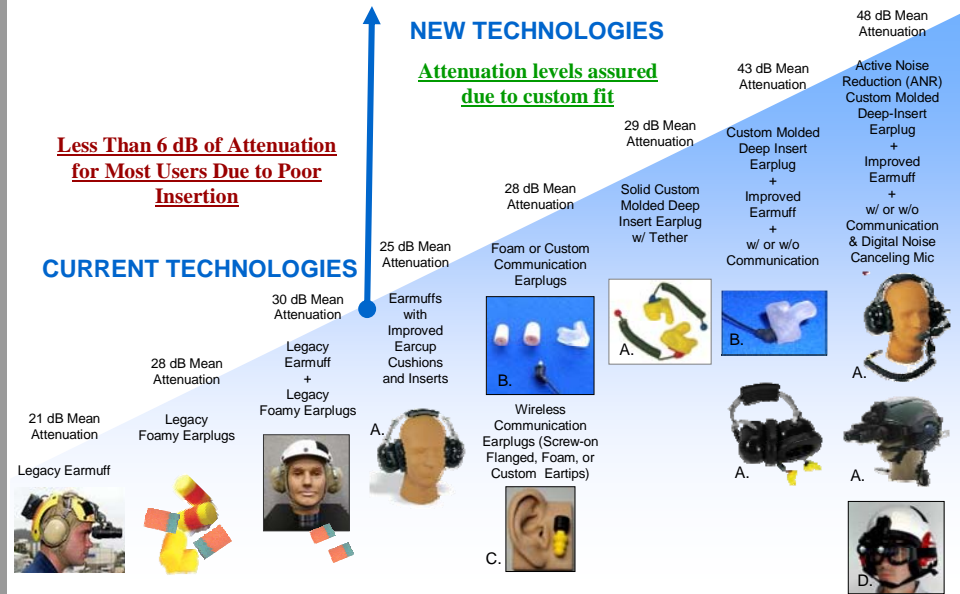 NEW TECHNOLOGIES
Attenuation levels assured
due to custom fit
Less Than 6 dB of Attenuation
for Most Users Due to Poor
Insertion
CURRENT TECHNOLOGIES
21 dB Mean
Attenuation
Legacy Earmuff
28 dB Mean
Attenuation
Legacy
Foamy Earplugs
30 dB Mean
Attenuation
Legacy
Earmuff
+
Legacy
Foamy Earplugs
25 dB Mean
Attenuation
Earmuffs
with
Improved
Earcup
Cushions
and Inserts
A.
28 dB Mean
Attenuation
Foam or Custom
Communication
Earplugs
B.
Wireless
Communication
Earplugs (Screw-on
Flanged, Foam, or
Custom Eartips)
C.
29 dB Mean
Attenuation
Solid Custom
Molded Deep
Insert Earplug
w/ Tether
A.
43 dB Mean
Attenuation
Custom Molded
Deep Insert
Earplug
+
Improved
Earmuff
+
w/ or w/o
Communication
B.
A.
48 dB Mean
Attenuation
Active Noise
Reduction (ANR)
Custom Molded
Deep-Insert
Earplug
+
Improved
Earmuff
+
w/ or w/o
Communication
& Digital Noise
Canceling Mic
A.
A.
D.